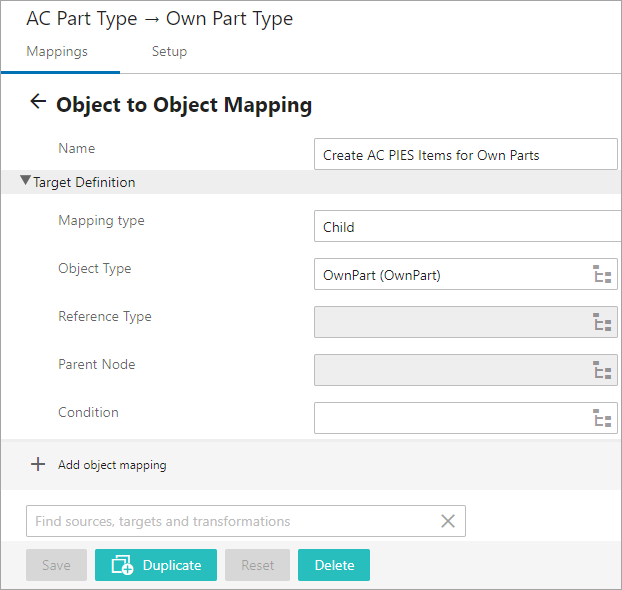 AC Part Type → Own Part Type
Mappings Setup
Object to Object Mapping
Name Create AC PIES Items for Own Parts
Target Definition
Mapping type Child
Object Type OwnPart (OwnPart)
Reference Type
Parent Node
Condition
Add object mapping
Find sources, targets and transformations
Save Duplicate Reset Delete